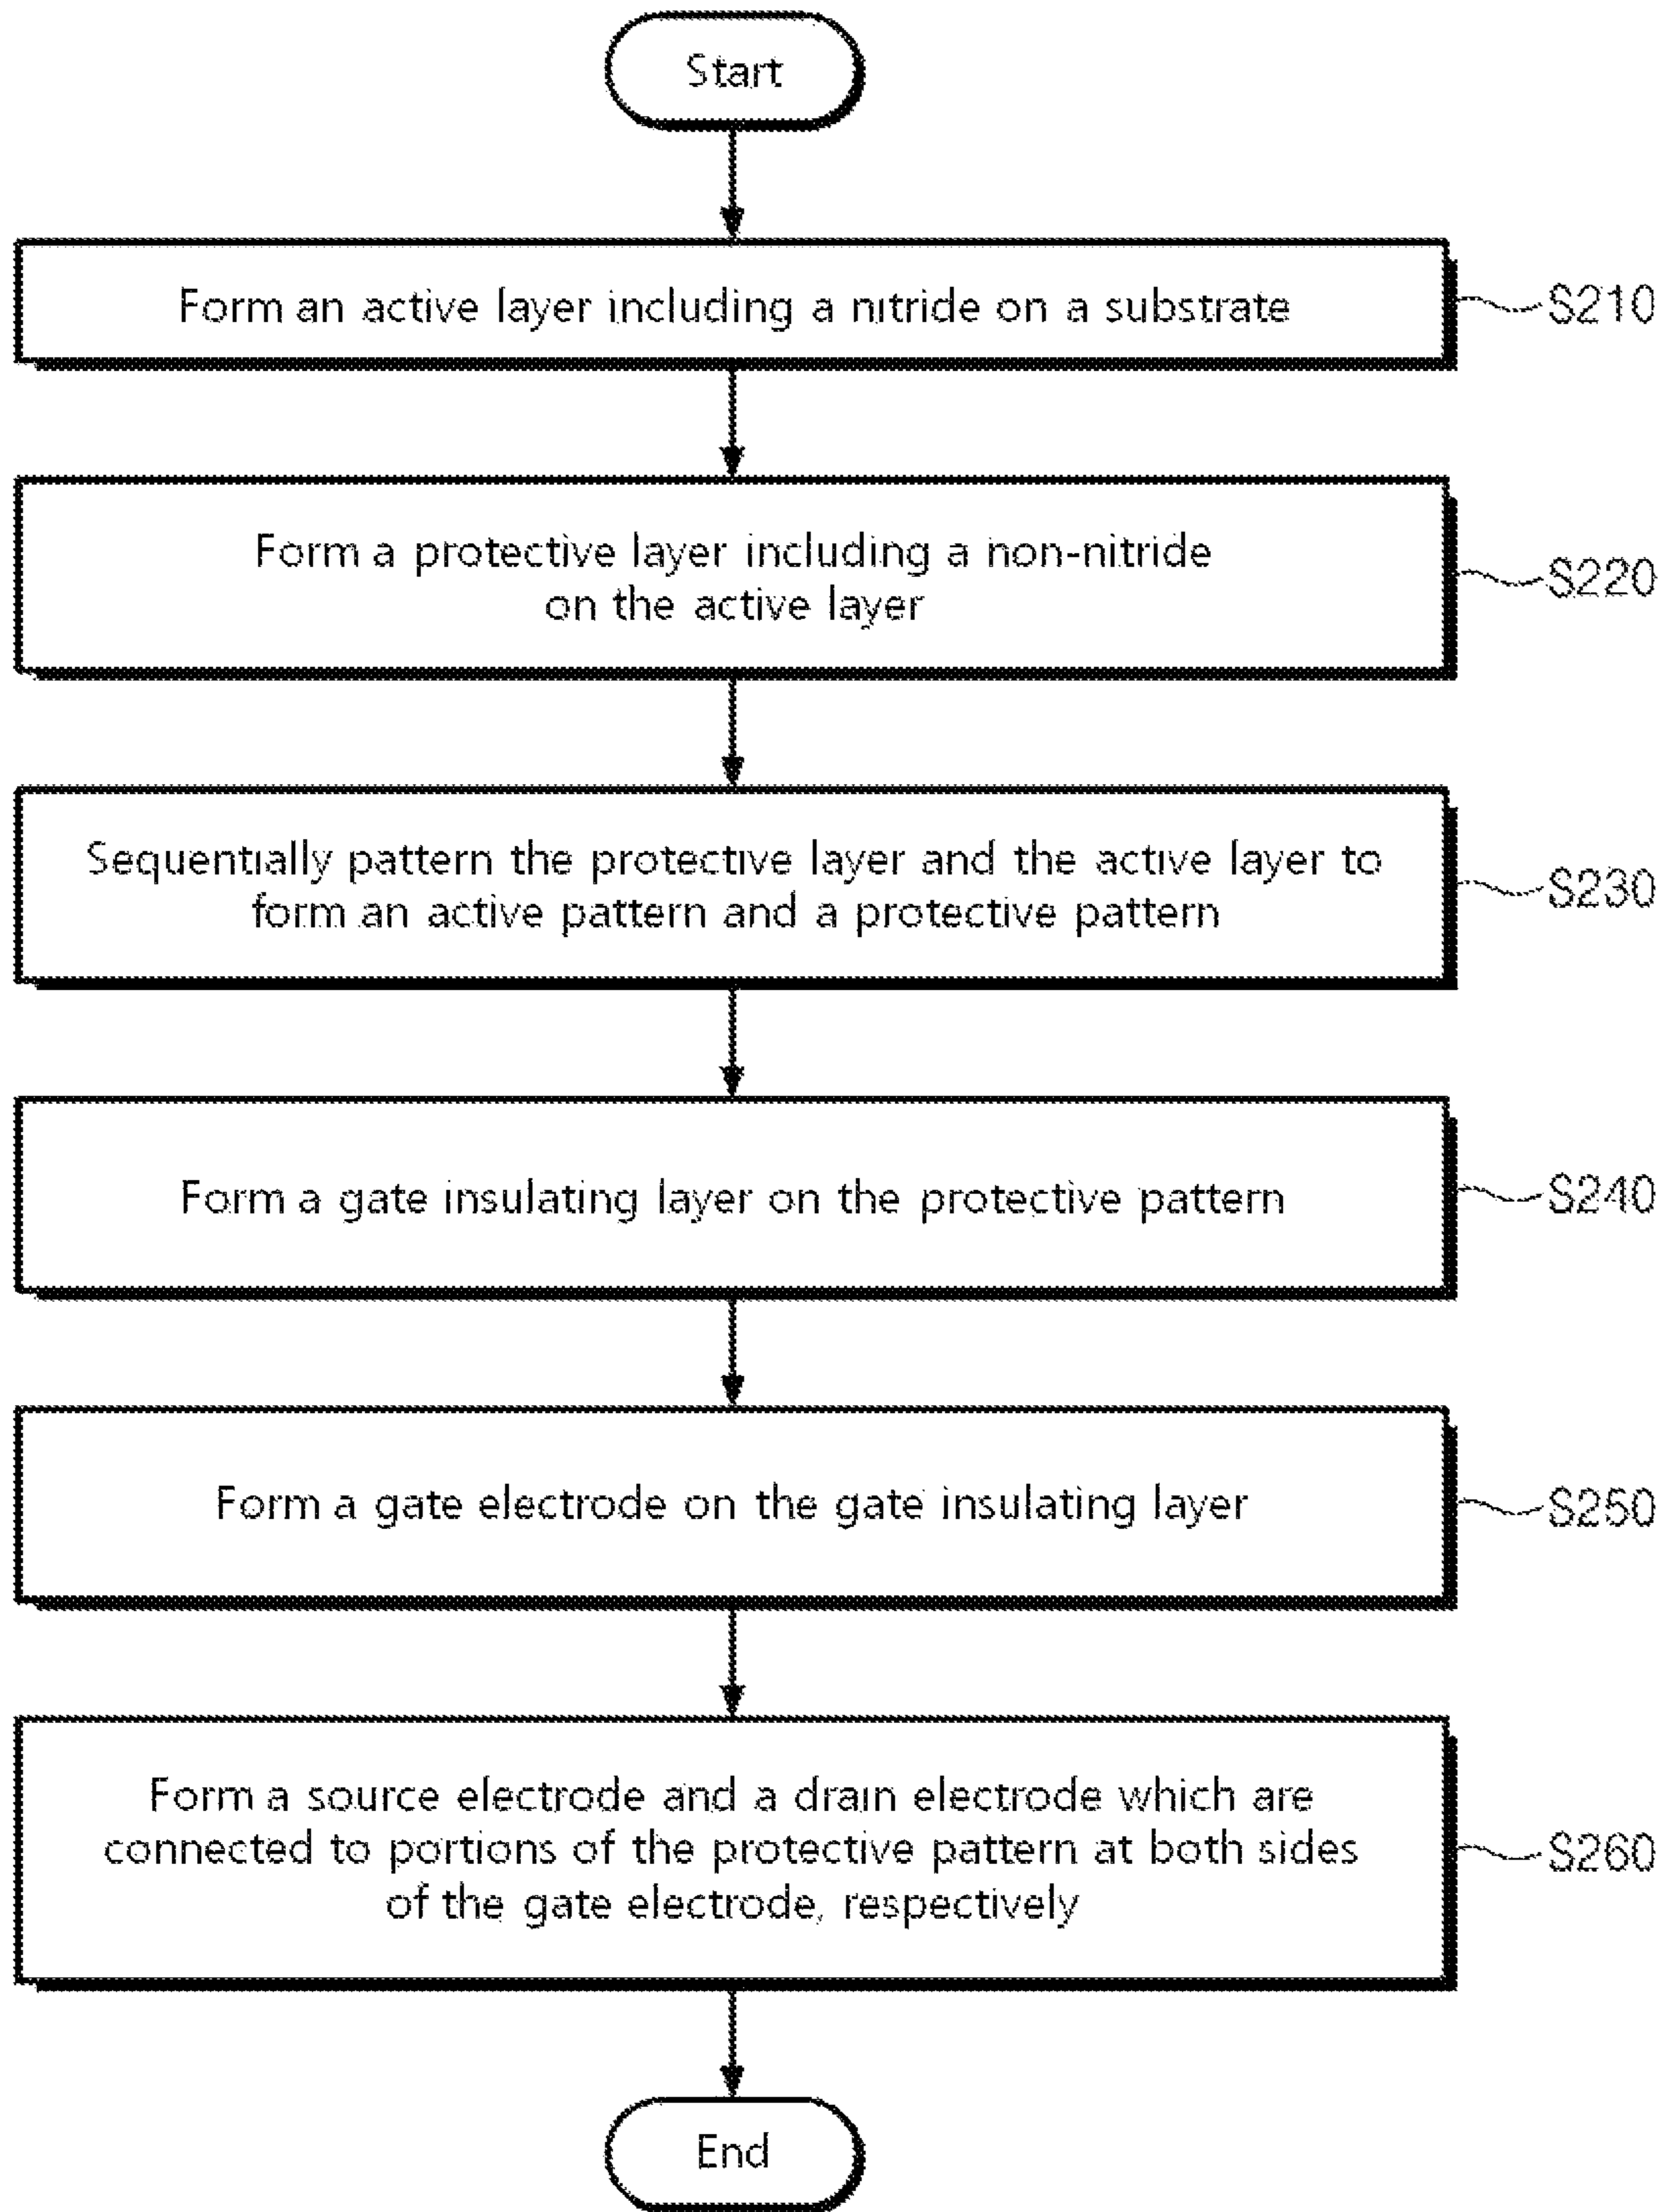 Start
Form an active layer including a nitride on a substrate
S210
Form a protective layer including a non-nitride
on the active layer
S220
Sequentially pattern the protective layer and the active layer to
form an active pattern and a protective pattern
S230
Form a gate insulating layer on the protective pattern
S240
Form a gate electrode on the gate insulating layer
S250
Form a source electrode and a drain electrode which are
connected to portions of the protective pattern at both sides
of the gate electrode, respectively
S260
End